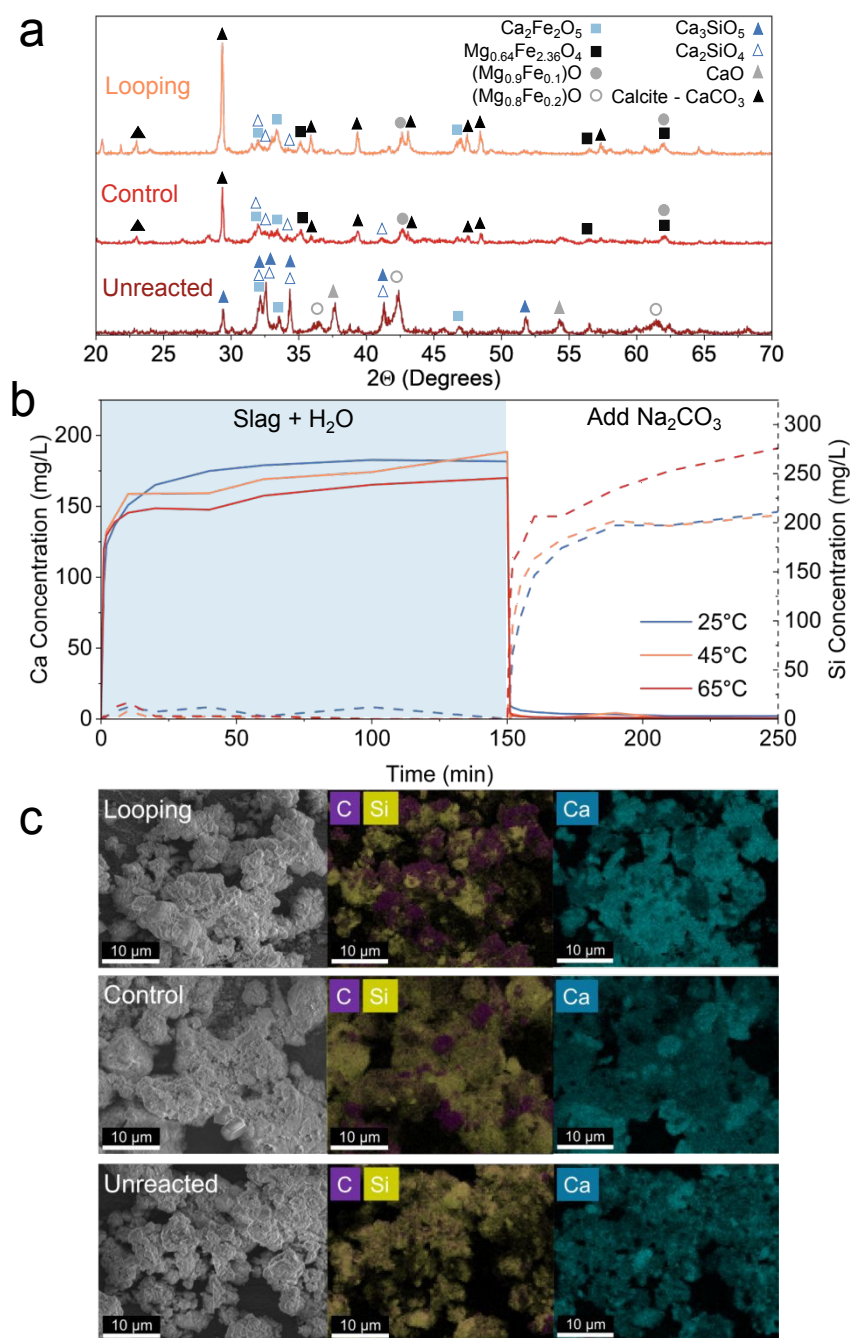 a
Ca₂Fe₂O₅
Ca₃SiO₅
Mg₀.₆₄Fe₂.₃₆O₄
Ca₂SiO₄
(Mg₀.₉Fe₀.₁)O
CaO
(Mg₀.₈Fe₀.₂)O
Calcite - CaCO₃
Looping
Control
Unreacted
20 25 30 35 40 45 50 55 60 65 70
2Θ (Degrees)
b
Slag + H₂O
Add Na₂CO₃
Ca Concentration (mg/L)
200
175
150
125
100
75
50
25
0
Si Concentration (mg/L)
300
250
200
150
100
50
0
25°C
45°C
65°C
0 50 100 150 200 250
Time (min)
c
Looping
C Si
Ca
10 µm
10 µm
10 µm
Control
C Si
Ca
10 µm
10 µm
10 µm
Unreacted
C Si
Ca
10 µm
10 µm
10 µm